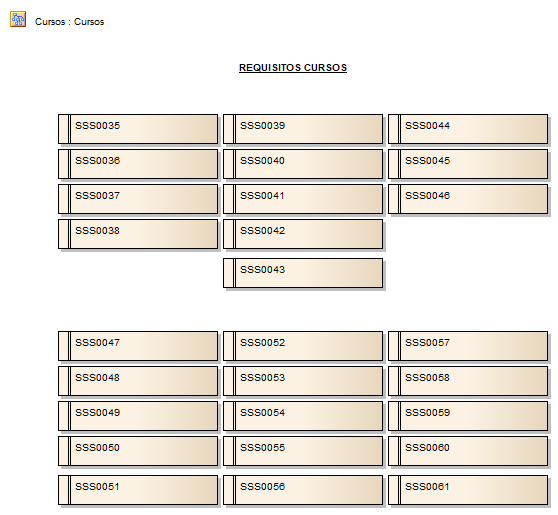 Cursos : Cursos
REQUISITOS CURSOS
SSS0035
SSS0039
SSS0044
SSS0036
SSS0040
SSS0045
SSS0037
SSS0041
SSS0046
SSS0038
SSS0042
SSS0043
SSS0047
SSS0052
SSS0057
SSS0048
SSS0053
SSS0058
SSS0049
SSS0054
SSS0059
SSS0050
SSS0055
SSS0060
SSS0051
SSS0056
SSS0061